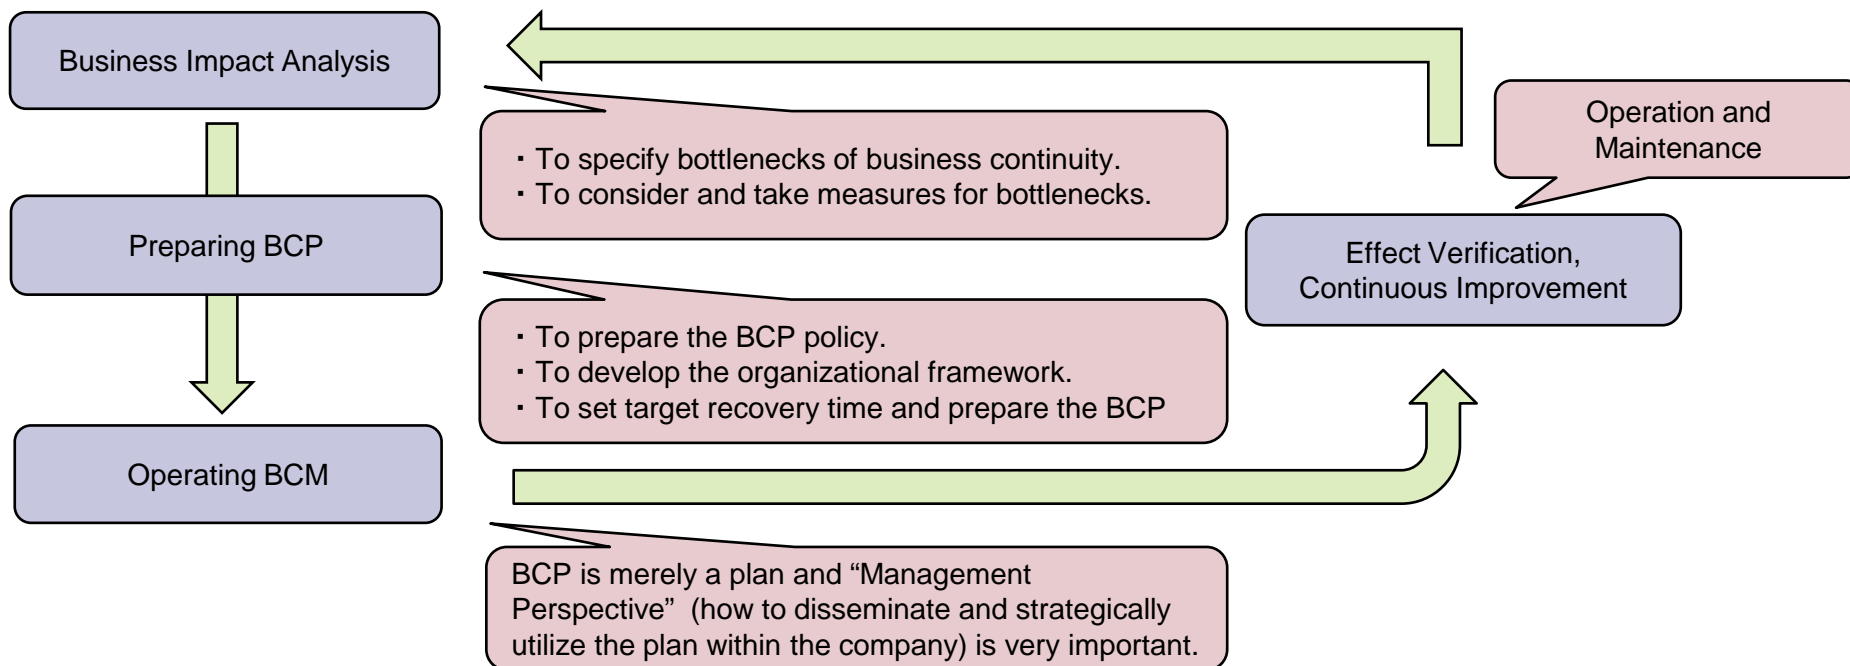 Business Impact Analysis
・To specify bottlenecks of business continuity.
・To consider and take measures for bottlenecks.
Operation and
Maintenance
Preparing BCP
Effect Verification,
Continuous Improvement
・To prepare the BCP policy.
・To develop the organizational framework.
・To set target recovery time and prepare the BCP
Operating BCM
BCP is merely a plan and “Management
Perspective” (how to disseminate and strategically
utilize the plan within the company) is very important.